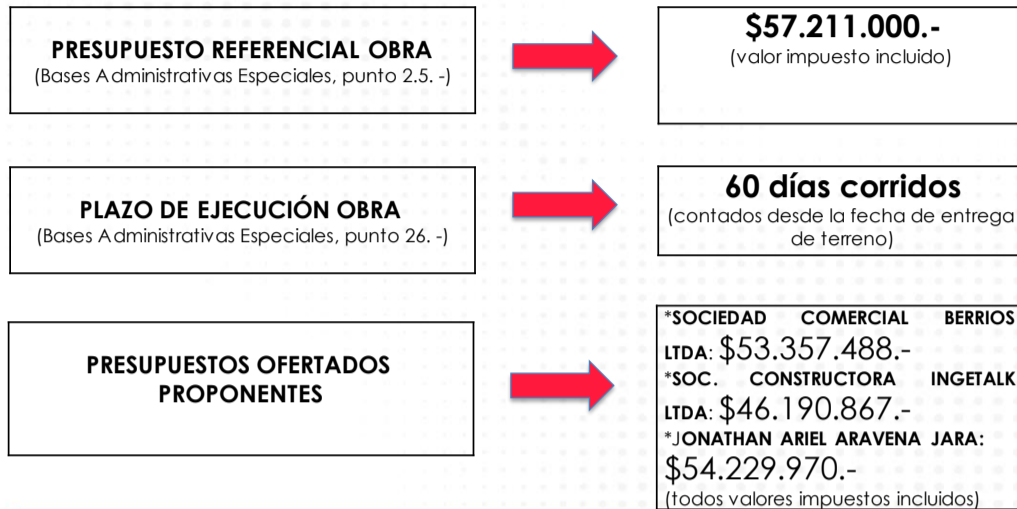 PRESUPUESTO REFERENCIAL OBRA
(Bases Administrativas Especiales, punto 2.5. -)
$57.211.000.-
(valor impuesto incluido)
PLAZO DE EJECUCIÓN OBRA
(Bases Administrativas Especiales, punto 26. -)
60 días corridos
(contados desde la fecha de entrega
de terreno)
PRESUPUESTOS OFERTADOS
PROPONENTES
*SOCIEDAD COMERCIAL BERRIOS
LTDA: $53.357.488.-
*SOC. CONSTRUCTORA INGETALK
LTDA: $46.190.867.-
*JONATHAN ARIEL ARAVENA JARA:
$54.229.970.-
(todos valores impuestos incluidos)